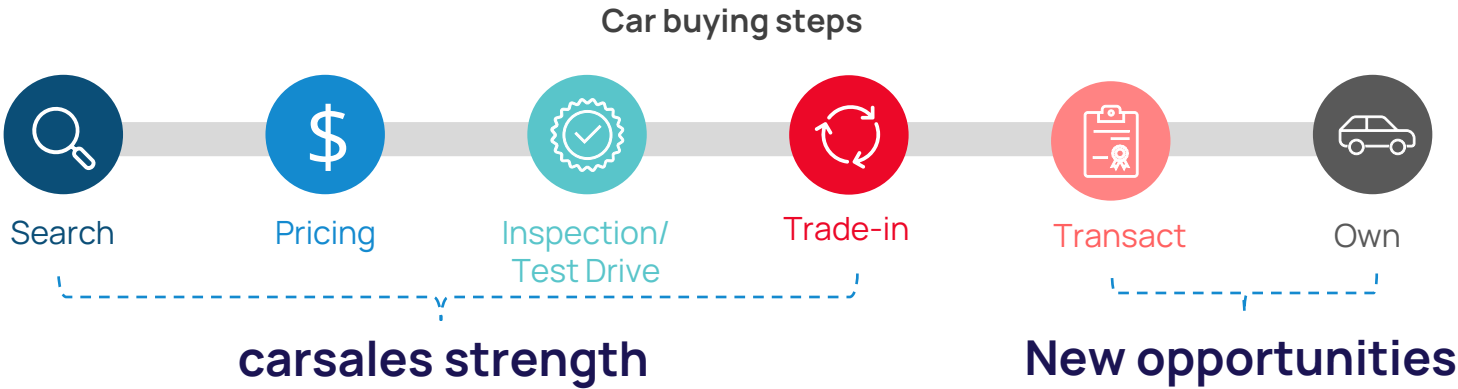 Car buying steps
$
Search
Pricing
Inspection/
Test Drive
Trade-in
Transact
Own
carsales strength
New opportunities